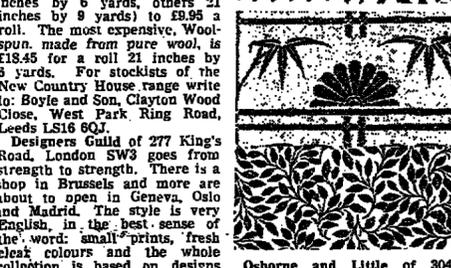 inches by 6 yards, others 21
inches by 9 yards) to £9.95 a
roll. The most expensive, Wool-
spun. made from pure wool, is
£18.45 for a roll 21 inches by
6 yards. For stockists of the
New Country House range write
to: Boyle and Son, Clayton Wood
Close, West Park Ring Road,
Leeds LS16 6QJ.
Designers Guild of 277 King's
Road, London SW3 goes from
strength to strength. There is a
shop in Brussels and more are
about to open in Geneva, Oslo
and Madrid. The style is very
English, in the best sense of
the word: small prints, fresh
clear colours and the whole
collection is based on designs
Osborne and Little of 304